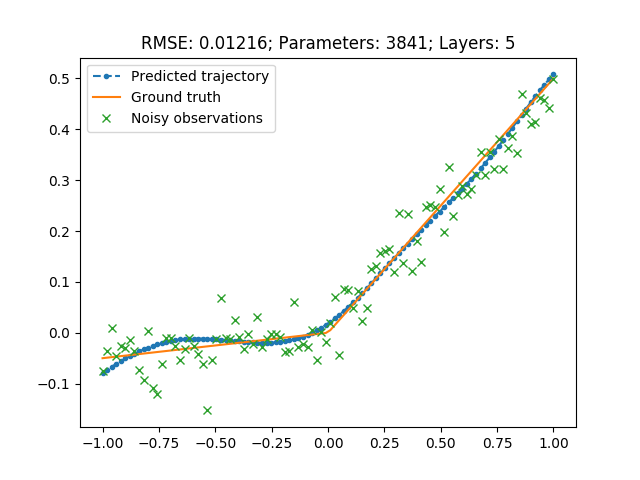 RMSE: 0.01216; Parameters: 3841; Layers: 5
Predicted trajectory
Ground truth
Noisy observations
0.5
0.4
0.3
0.2
0.1
0.0
−0.1
−1.00 −0.75 −0.50 −0.25 0.00 0.25 0.50 0.75 1.00